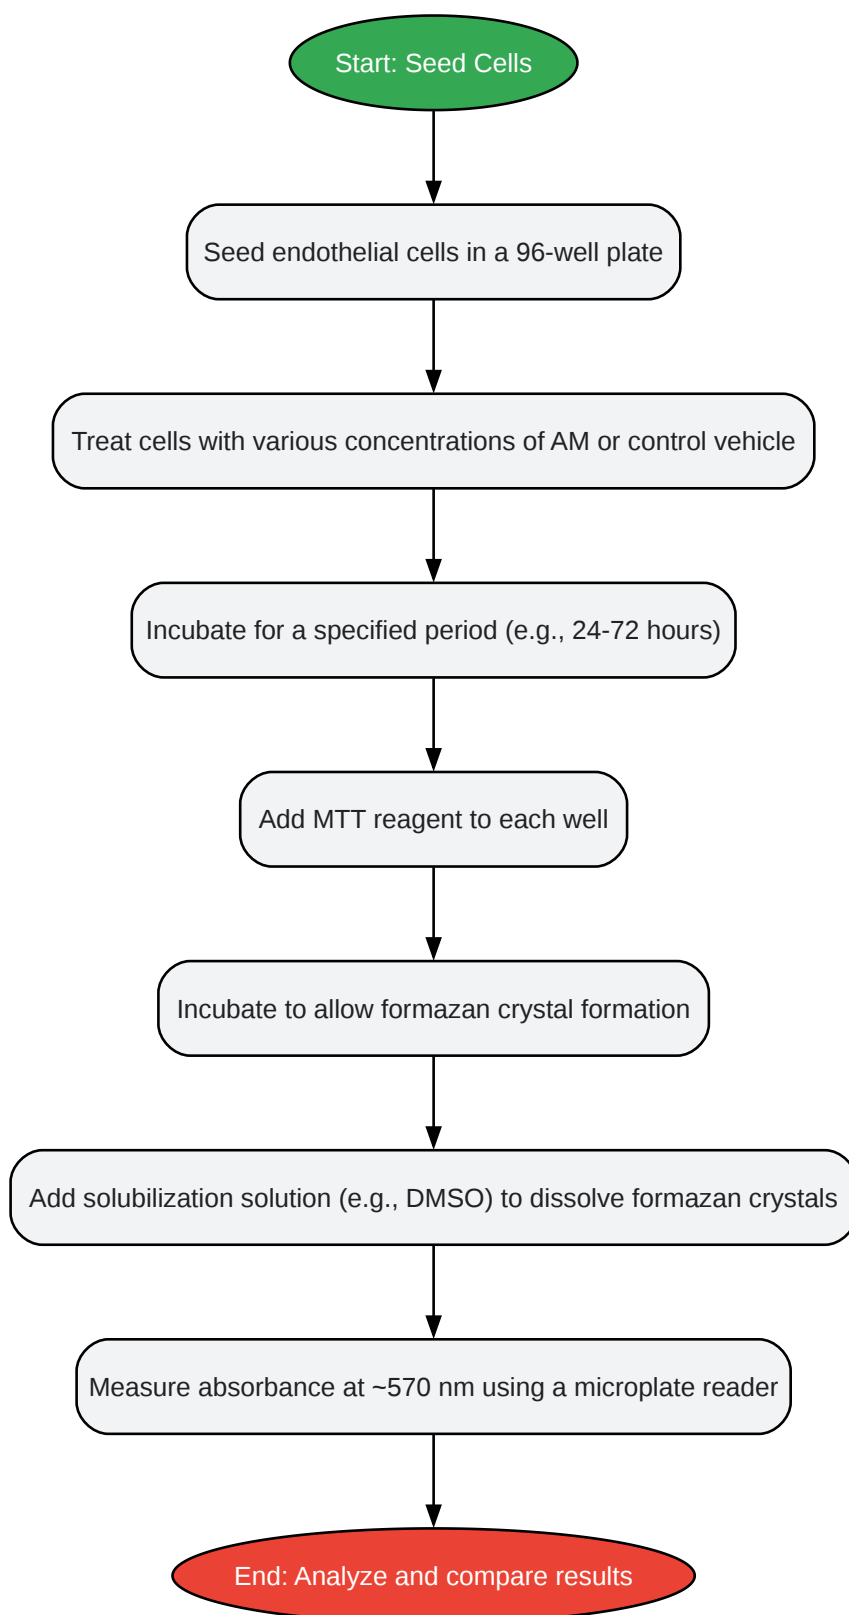 Start: Seed Cells
Seed endothelial cells in a 96-well plate
Treat cells with various concentrations of AM or control vehicle
Incubate for a specified period (e.g., 24-72 hours)
Add MTT reagent to each well
Incubate to allow formazan crystal formation
Add solubilization solution (e.g., DMSO) to dissolve formazan crystals
Measure absorbance at ~570 nm using a microplate reader
End: Analyze and compare results